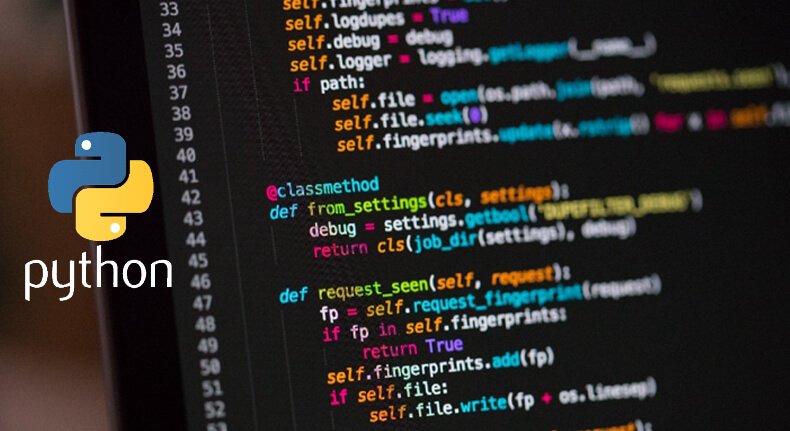 33 self.fingerprints
34 self.logdupes = True
35 self.debug = debug
36 self.logger = logging.getLogger(__name__)
37 if path:
38 self.file = open(os.path.join(path, 'requests.seen'),
39 self.file.seek(0)
40 self.fingerprints.update(x.rstrip() for x in self.
41
42 @classmethod
43 def from_settings(cls, settings):
44 debug = settings.getbool('DUPEFILTER_DEBUG')
45 return cls(job_dir(settings), debug)
46
47 def request_seen(self, request):
48 fp = self.request_fingerprint(request)
49 if fp in self.fingerprints:
50 return True
51 self.fingerprints.add(fp)
52 if self.file:
53 self.file.write(fp + os.linesep)
python